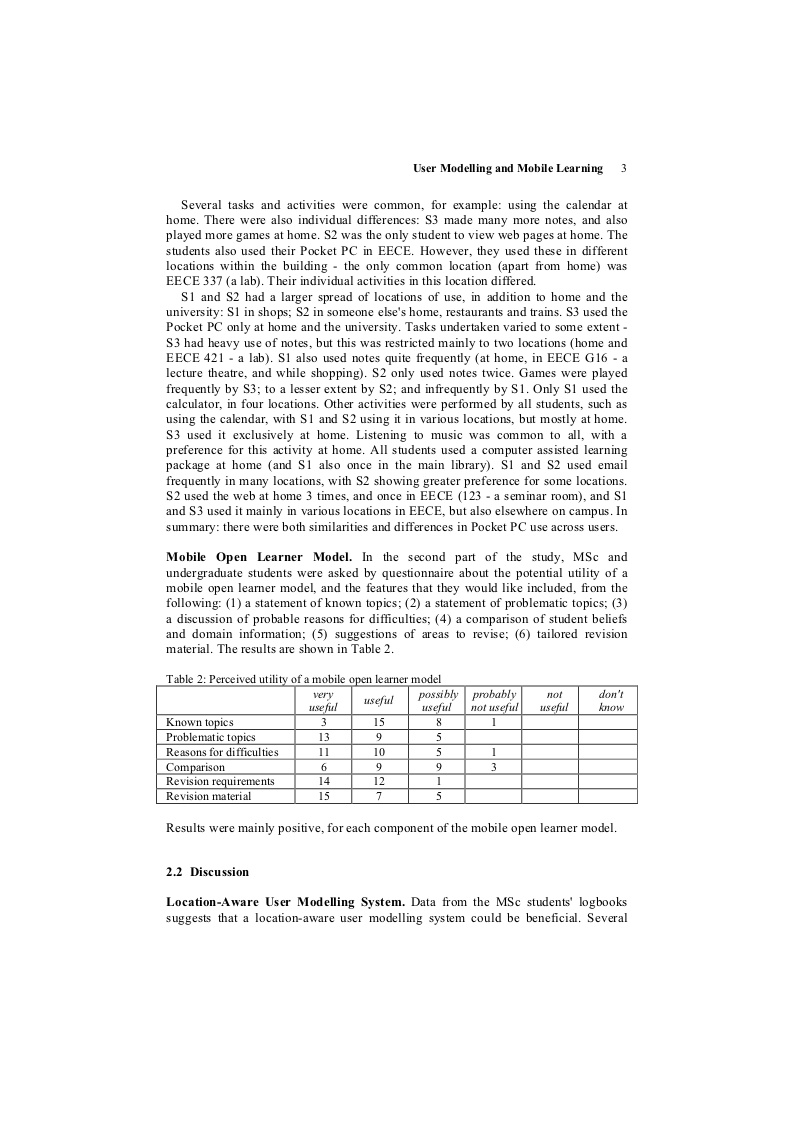 User Modelling and Mobile Learning 3
Several tasks and activities were common, for example: using the calendar at
home. There were also individual differences: S3 made many more notes, and also
played more games at home. S2 was the only student to view web pages at home. The
students also used their Pocket PC in EECE. However, they used these in different
locations within the building - the only common location (apart from home) was
EECE 337 (a lab). Their individual activities in this location differed.
S1 and S2 had a larger spread of locations of use, in addition to home and the
university: S1 in shops; S2 in someone else's home, restaurants and trains. S3 used the
Pocket PC only at home and the university. Tasks undertaken varied to some extent -
S3 had heavy use of notes, but this was restricted mainly to two locations (home and
EECE 421 - a lab). S1 also used notes quite frequently (at home, in EECE G16 - a
lecture theatre, and while shopping). S2 only used notes twice. Games were played
frequently by S3; to a lesser extent by S2; and infrequently by S1. Only S1 used the
calculator, in four locations. Other activities were performed by all students, such as
using the calendar, with S1 and S2 using it in various locations, but mostly at home.
S3 used it exclusively at home. Listening to music was common to all, with a
preference for this activity at home. All students used a computer assisted learning
package at home (and S1 also once in the main library). S1 and S2 used email
frequently in many locations, with S2 showing greater preference for some locations.
S2 used the web at home 3 times, and once in EECE (123 - a seminar room), and S1
and S3 used it mainly in various locations in EECE, but also elsewhere on campus. In
summary: there were both similarities and differences in Pocket PC use across users.
Mobile Open Learner Model. In the second part of the study, MSc and
undergraduate students were asked by questionnaire about the potential utility of a
mobile open learner model, and the features that they would like included, from the
following: (1) a statement of known topics; (2) a statement of problematic topics; (3)
a discussion of probable reasons for difficulties; (4) a comparison of student beliefs
and domain information; (5) suggestions of areas to revise; (6) tailored revision
material. The results are shown in Table 2.
Table 2: Perceived utility of a mobile open learner model
very useful useful possibly useful probably not useful not useful don't know
Known topics 3 15 8 1
Problematic topics 13 9 5
Reasons for difficulties 11 10 5 1
Comparison 6 9 9 3
Revision requirements 14 12 1
Revision material 15 7 5
Results were mainly positive, for each component of the mobile open learner model.
2.2 Discussion
Location-Aware User Modelling System. Data from the MSc students' logbooks
suggests that a location-aware user modelling system could be beneficial. Several